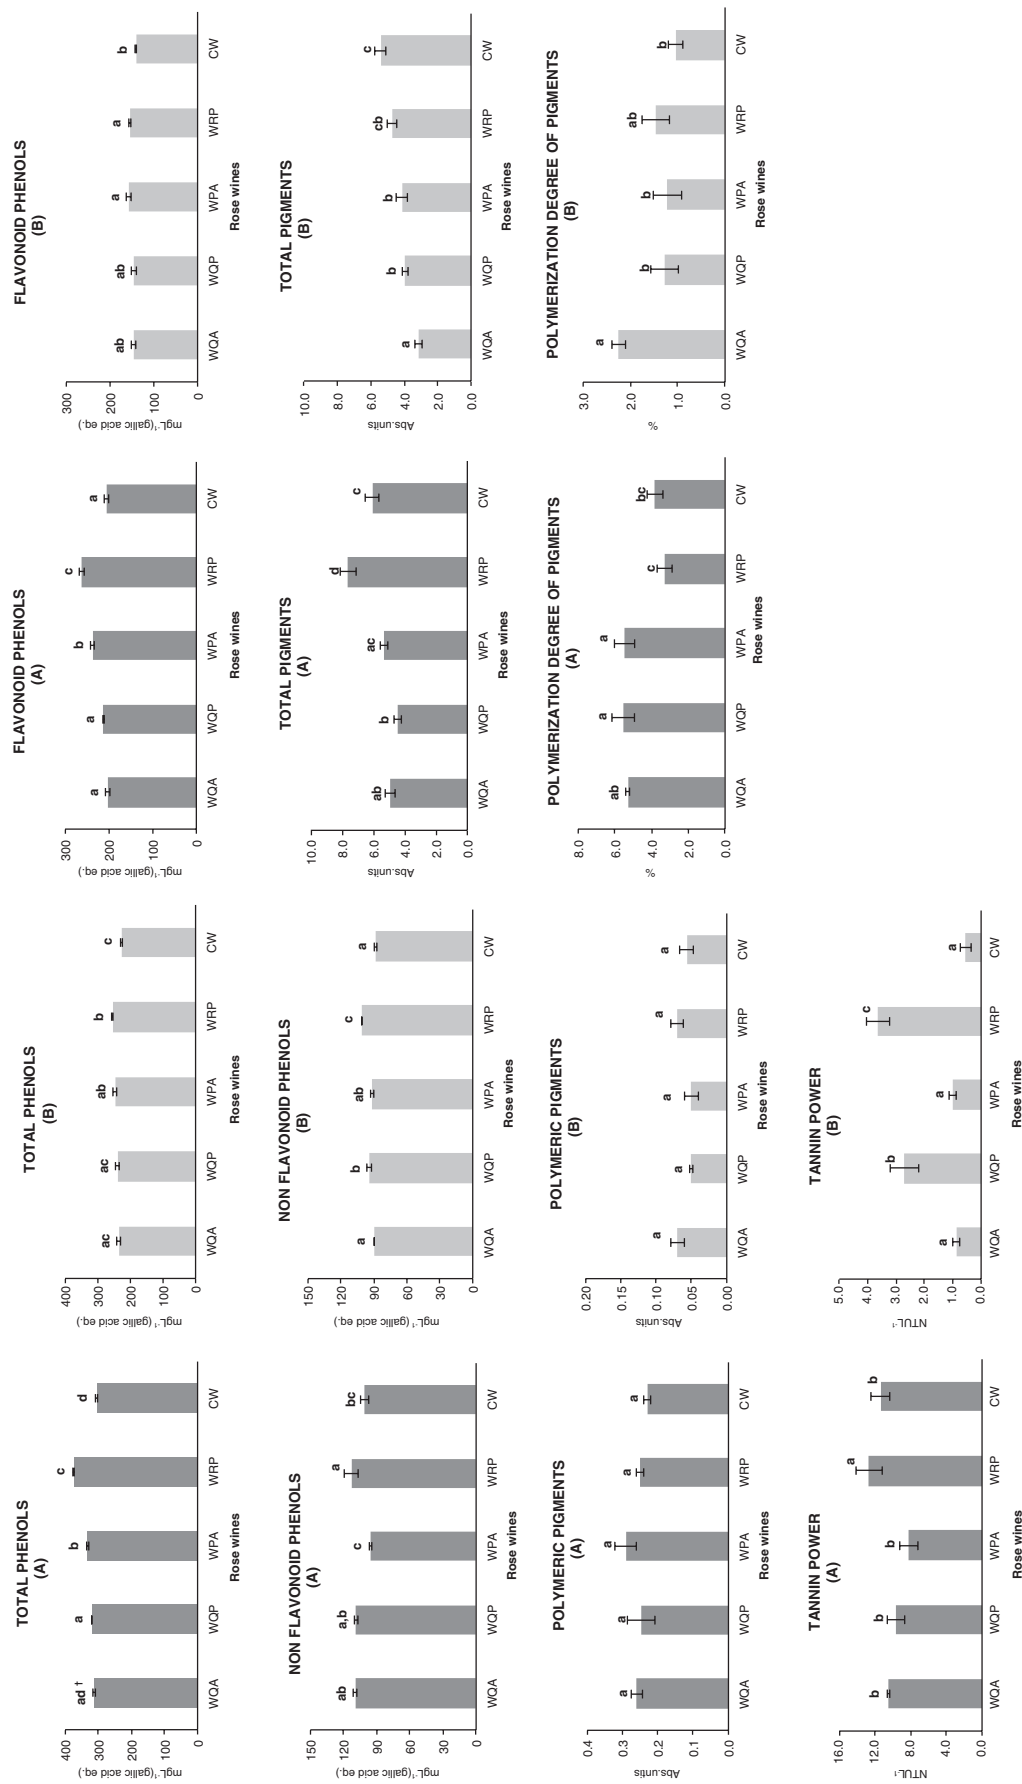 TOTAL PHENOLS
(A)
mgL⁻¹(gallic acid eq.)
400
300
200
100
0
ad † a b c d
WQA WQP WPA WRP CW
Rose wines
TOTAL PHENOLS
(B)
mgL⁻¹(gallic acid eq.)
400
300
200
100
0
ac ac ab b c
WQA WQP WPA WRP CW
Rose wines
FLAVONOID PHENOLS
(A)
mgL⁻¹(gallic acid eq.)
300
200
100
0
a a b c a
WQA WQP WPA WRP CW
Rose wines
FLAVONOID PHENOLS
(B)
mgL⁻¹(gallic acid eq.)
300
200
100
0
ab ab a a b
WQA WQP WPA WRP CW
Rose wines
NON FLAVONOID PHENOLS
(A)
mgL⁻¹(gallic acid eq.)
150
120
90
60
30
0
ab a,b c a bc
WQA WQP WPA WRP CW
Rose wines
NON FLAVONOID PHENOLS
(B)
mgL⁻¹(gallic acid eq.)
150
120
90
60
30
0
a b ab c a
WQA WQP WPA WRP CW
Rose wines
TOTAL PIGMENTS
(A)
Abs.units
10.0
8.0
6.0
4.0
2.0
0.0
ab b ac d c
WQA WQP WPA WRP CW
Rose wines
TOTAL PIGMENTS
(B)
Abs.units
10.0
8.0
6.0
4.0
2.0
0.0
a b b cb c
WQA WQP WPA WRP CW
Rose wines
POLYMERIC PIGMENTS
(A)
Abs.units
0.4
0.3
0.2
0.1
0.0
a a a a a
WQA WQP WPA WRP CW
Rose wines
POLYMERIC PIGMENTS
(B)
Abs.units
0.20
0.15
0.10
0.05
0.00
a a a a a
WQA WQP WPA WRP CW
Rose wines
POLYMERIZATION DEGREE OF PIGMENTS
(A)
%
8.0
6.0
4.0
2.0
0.0
ab a a c bc
WQA WQP WPA WRP CW
Rose wines
POLYMERIZATION DEGREE OF PIGMENTS
(B)
%
3.0
2.0
1.0
0.0
a b b ab b
WQA WQP WPA WRP CW
Rose wines
TANNIN POWER
(A)
NTUL⁻¹
16.0
12.0
8.0
4.0
0.0
b b b a b
WQA WQP WPA WRP CW
Rose wines
TANNIN POWER
(B)
NTUL⁻¹
5.0
4.0
3.0
2.0
1.0
0.0
a b a c a
WQA WQP WPA WRP CW
Rose wines